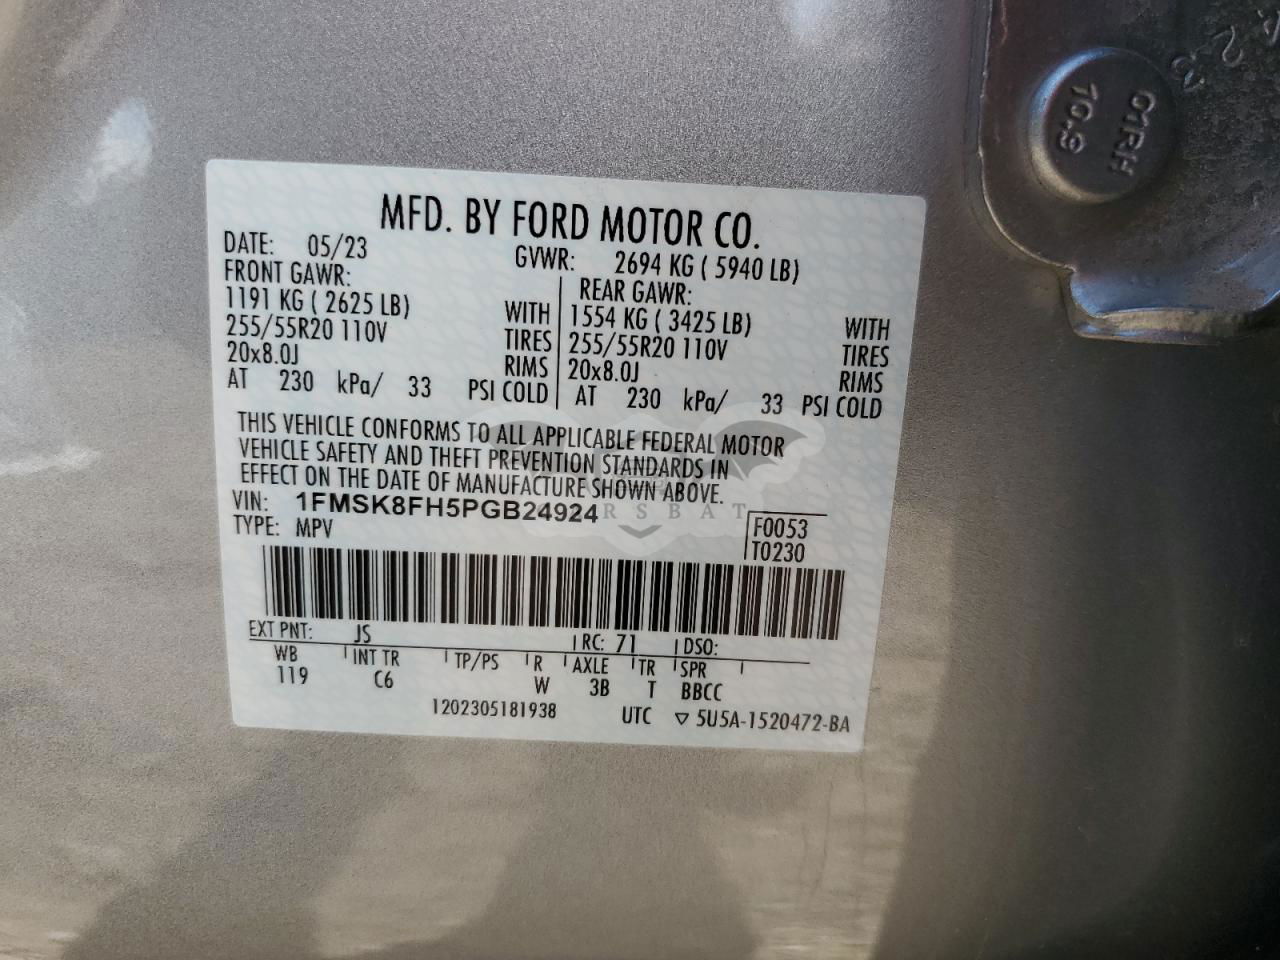 MFD. BY FORD MOTOR CO.
DATE: 05/23 GVWR: 2694 KG ( 5940 LB)
FRONT GAWR: REAR GAWR:
1191 KG ( 2625 LB) WITH 1554 KG ( 3425 LB) WITH
255/55R20 110V TIRES 255/55R20 110V TIRES
20x8.0J RIMS 20x8.0J RIMS
AT 230 kPa/ 33 PSI COLD AT 230 kPa/ 33 PSI COLD
THIS VEHICLE CONFORMS TO ALL APPLICABLE FEDERAL MOTOR
VEHICLE SAFETY AND THEFT PREVENTION STANDARDS IN
EFFECT ON THE DATE OF MANUFACTURE SHOWN ABOVE.
VIN: 1FMSK8FH5PGB24924
TYPE: MPV
F0053
T0230
EXT PNT: JS RC: 71 DSO:
WB INT TR TP/PS R AXLE TR SPR
119 C6 W 3B T BBCC
1202305181938 UTC ▽ 5U5A-1520472-BA
01RH
10.9